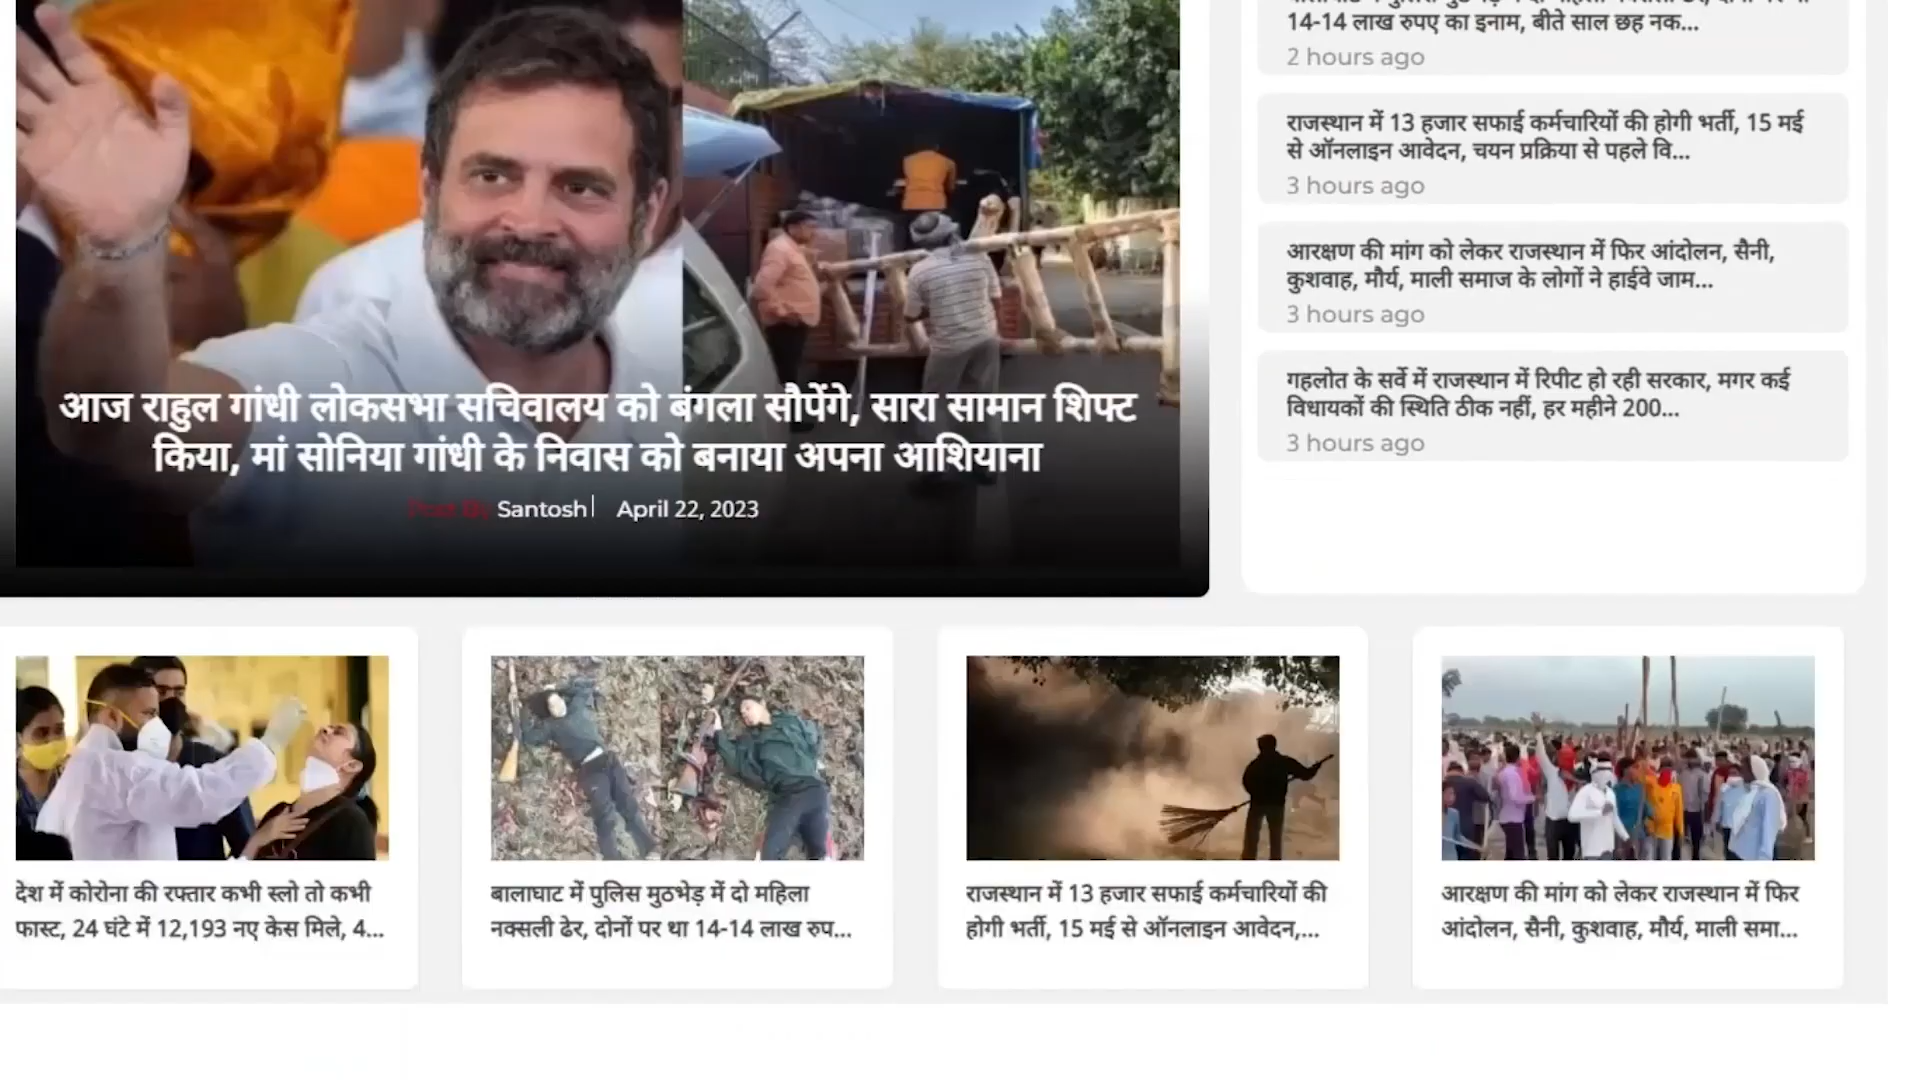 आज राहुल गांधी लोकसभा सचिवालय को बंगला सौपेंगे, सारा सामान शिफ्ट
किया, मां सोनिया गांधी के निवास को बनाया अपना आशियाना
Post By Santosh | April 22, 2023
14-14 लाख रुपए का इनाम, बीते साल छह नक...
2 hours ago
राजस्थान में 13 हजार सफाई कर्मचारियों की होगी भर्ती, 15 मई
से ऑनलाइन आवेदन, चयन प्रक्रिया से पहले वि...
3 hours ago
आरक्षण की मांग को लेकर राजस्थान में फिर आंदोलन, सैनी,
कुशवाह, मौर्य, माली समाज के लोगों ने हाईवे जाम...
3 hours ago
गहलोत के सर्वे में राजस्थान में रिपीट हो रही सरकार, मगर कई
विधायकों की स्थिति ठीक नहीं, हर महीने 200...
3 hours ago
देश में कोरोना की रफ्तार कभी स्लो तो कभी
फास्ट, 24 घंटे में 12,193 नए केस मिले, 4...
बालाघाट में पुलिस मुठभेड़ में दो महिला
नक्सली ढेर, दोनों पर था 14-14 लाख रुप...
राजस्थान में 13 हजार सफाई कर्मचारियों की
होगी भर्ती, 15 मई से ऑनलाइन आवेदन,...
आरक्षण की मांग को लेकर राजस्थान में फिर
आंदोलन, सैनी, कुशवाह, मौर्य, माली समा...